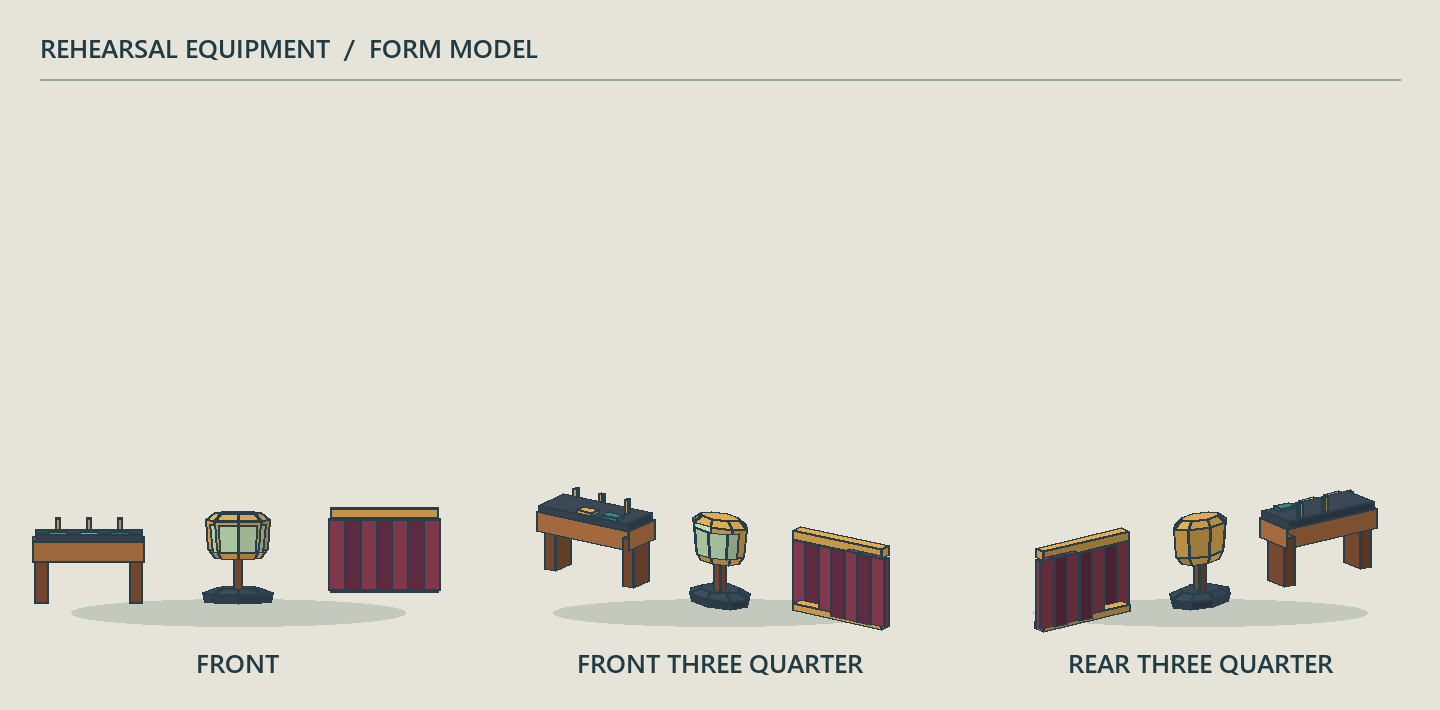 REHEARSAL EQUIPMENT / FORM MODEL
FRONT
FRONT THREE QUARTER
REAR THREE QUARTER